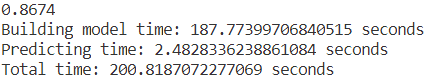 0.8674
Building model time: 187.77399706840515 seconds
Predicting time: 2.4828336238861084 seconds
Total time: 200.8187072277069 seconds